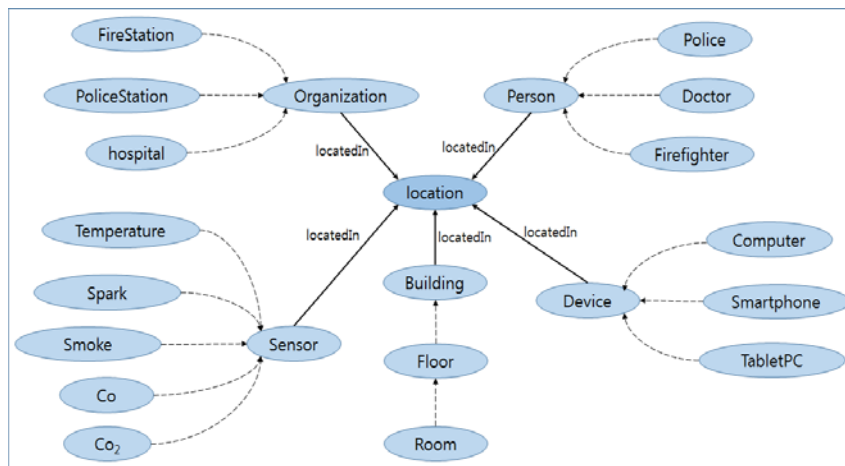 FireStation
Police
PoliceStation
Organization
Person
Doctor
hospital
locatedIn
locatedIn
Firefighter
location
Temperature
locatedIn
locatedIn
locatedIn
Computer
Spark
Building
Device
Smartphone
Smoke
Sensor
Floor
TabletPC
Co
Co₂
Room